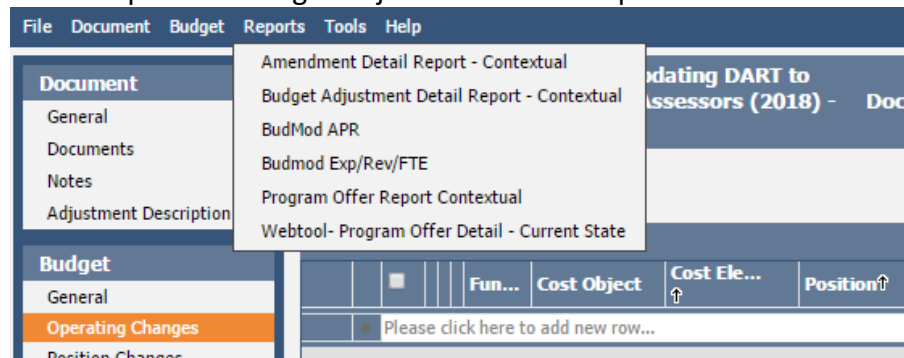 File Document Budget Reports Tools Help
Amendment Detail Report - Contextual
Budget Adjustment Detail Report - Contextual
BudMod APR
Budmod Exp/Rev/FTE
Program Offer Report Contextual
Webtool- Program Offer Detail - Current State
Document
General
Documents
Notes
Adjustment Description
DART to
(2018) - Doc
Budget
General
Operating Changes
Position Changes
Fun... Cost Object Cost Ele... Position
Please click here to add new row...